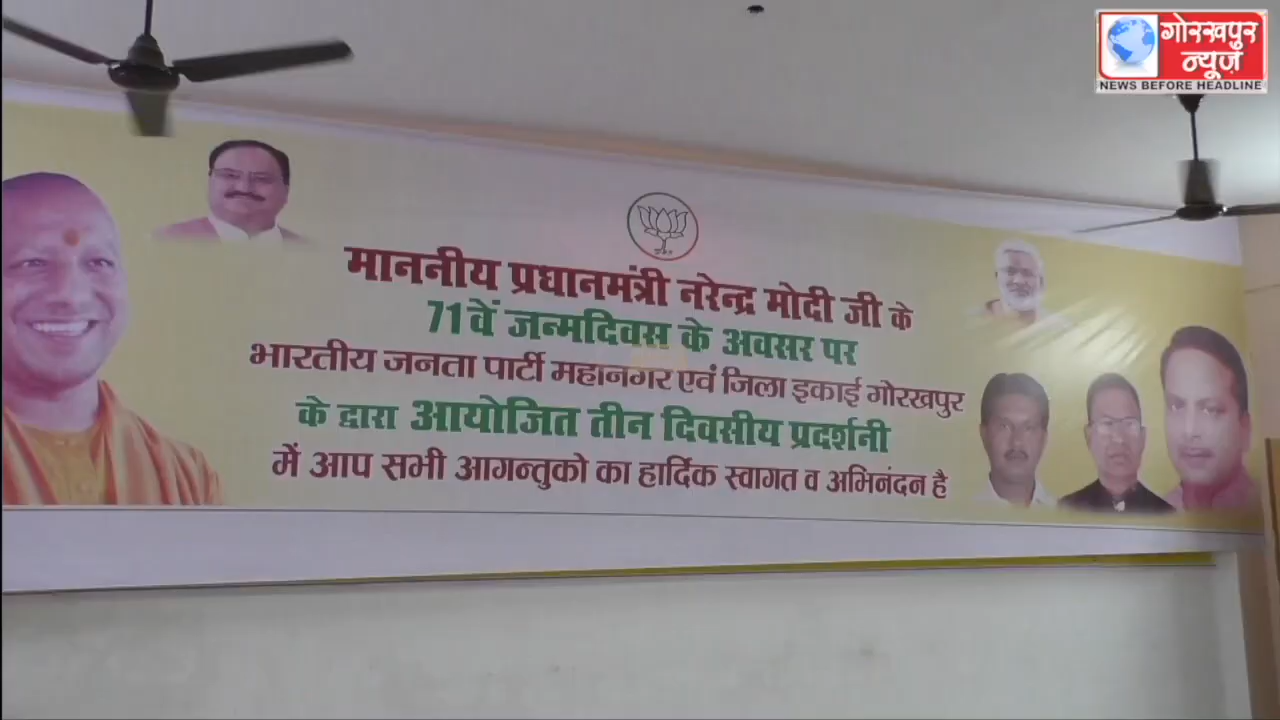 गोरखपुर
न्यूज़
NEWS BEFORE HEADLINE
माननीय प्रधानमंत्री नरेन्द्र मोदी जी के
71वें जन्मदिवस के अवसर पर
भारतीय जनता पार्टी महानगर एवं जिला इकाई गोरखपुर
के द्वारा आयोजित तीन दिवसीय प्रदर्शनी
में आप सभी आगन्तुको का हार्दिक स्वागत व अभिनंदन है